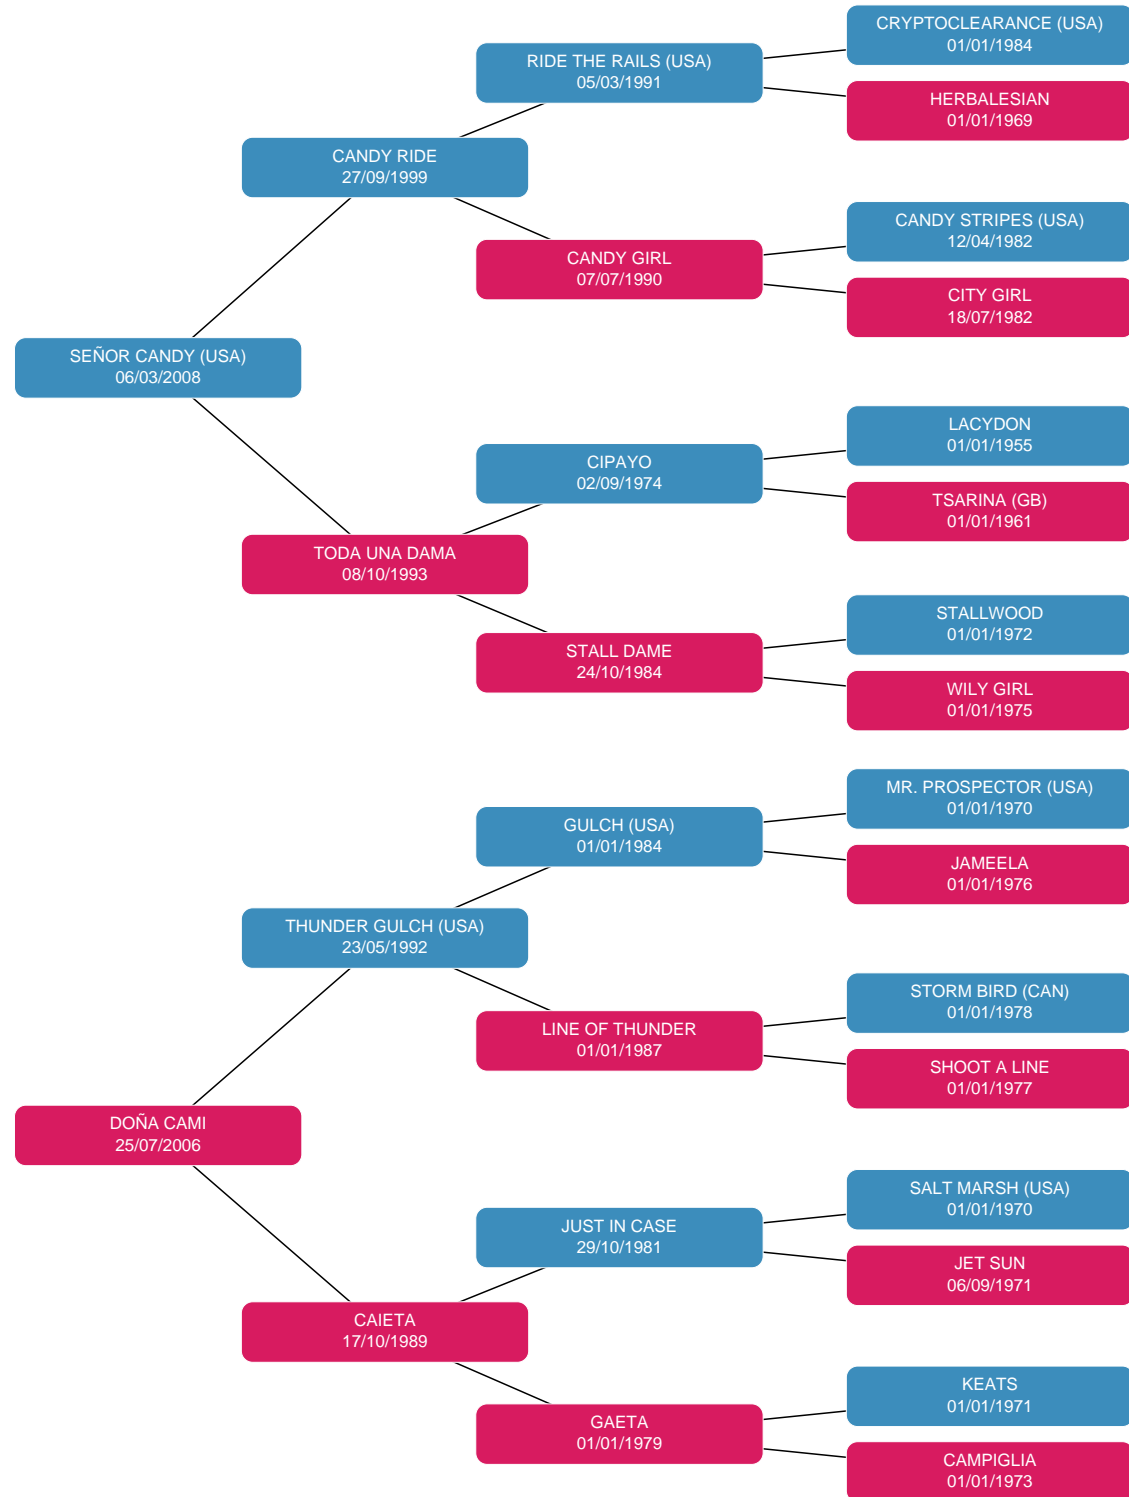 CRYPTOCLEARANCE (USA)
01/01/1984
RIDE THE RAILS (USA)
05/03/1991
HERBALESIAN
01/01/1969
CANDY RIDE
27/09/1999
CANDY STRIPES (USA)
12/04/1982
CANDY GIRL
07/07/1990
CITY GIRL
18/07/1982
SEÑOR CANDY (USA)
06/03/2008
LACYDON
01/01/1955
CIPAYO
02/09/1974
TSARINA (GB)
01/01/1961
TODA UNA DAMA
08/10/1993
STALLWOOD
01/01/1972
STALL DAME
24/10/1984
WILY GIRL
01/01/1975
MR. PROSPECTOR (USA)
01/01/1970
GULCH (USA)
01/01/1984
JAMEELA
01/01/1976
THUNDER GULCH (USA)
23/05/1992
STORM BIRD (CAN)
01/01/1978
LINE OF THUNDER
01/01/1987
SHOOT A LINE
01/01/1977
DOÑA CAMI
25/07/2006
SALT MARSH (USA)
01/01/1970
JUST IN CASE
29/10/1981
JET SUN
06/09/1971
CAIETA
17/10/1989
KEATS
01/01/1971
GAETA
01/01/1979
CAMPIGLIA
01/01/1973